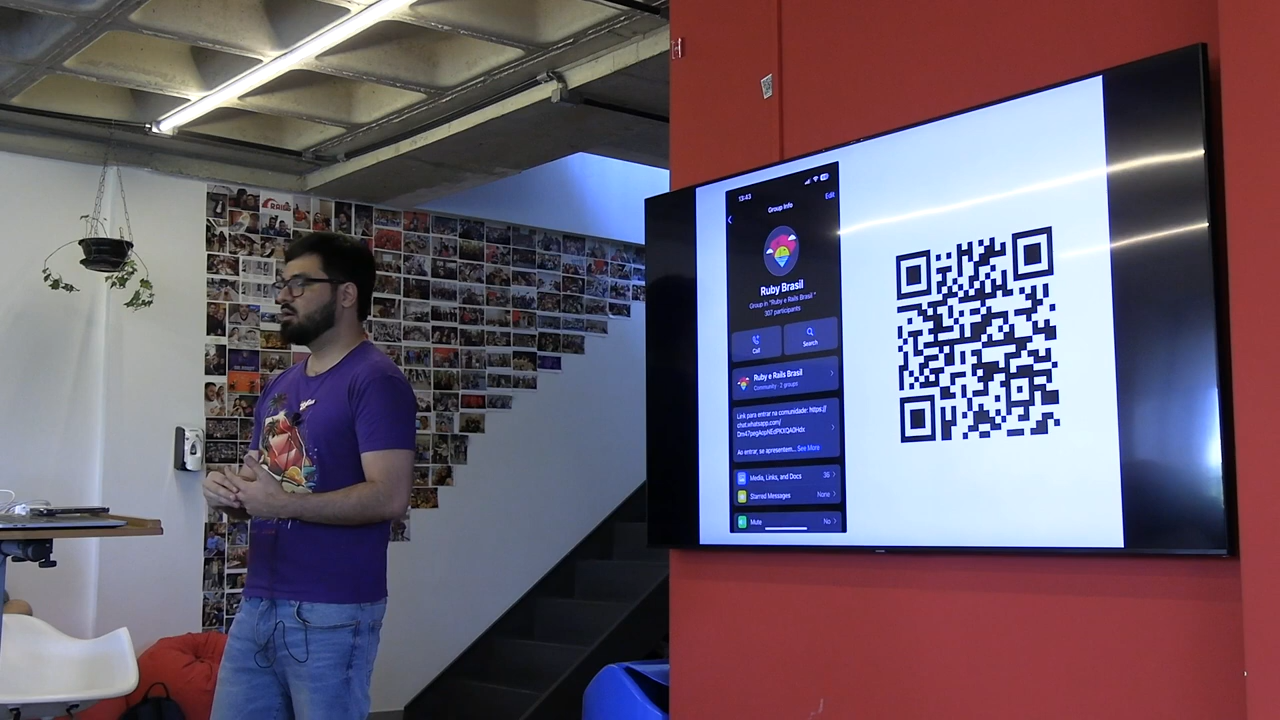 13:43
Edit
Group Info
Ruby Brasil
Group in "Ruby e Rails Brasil "
307 participants
Call
Search
Ruby e Rails Brasil
Community · 2 groups
Link para entrar na comunidade: https://
chat.whatsapp.com/
Ao entrar, se apresentem... See More
Media, Links, and Docs
36
Starred Messages
None
Mute
No